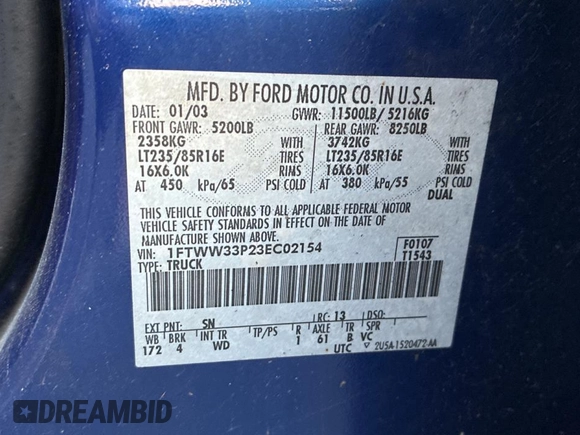 MFD. BY FORD MOTOR CO. IN U.S.A.
DATE: 01/03 GVWR: 11500LB/ 5216KG
FRONT GAWR: 5200LB REAR GAWR: 8250LB
2358KG WITH 3742KG WITH
LT235/85R16E TIRES LT235/85R16E TIRES
16X6.0K RIMS 16X6.0K RIMS
AT 450 kPa/65 PSI COLD AT 380 kPa/55 PSI COLD
DUAL
THIS VEHICLE CONFORMS TO ALL APPLICABLE FEDERAL MOTOR
VEHICLE SAFETY STANDARDS IN EFFECT ON THE DATE OF
MANUFACTURE SHOWN ABOVE.
VIN: 1FTWW33P23EC02154 F0107
TYPE: TRUCK T1543
EXT PNT: SN RC: 13 DSO:
WB BRK INT TR TP/PS R AXLE TR SPR
172 4 WD 1 61 B VC
UTC 2U5A-1520472-AA
DREAMBID